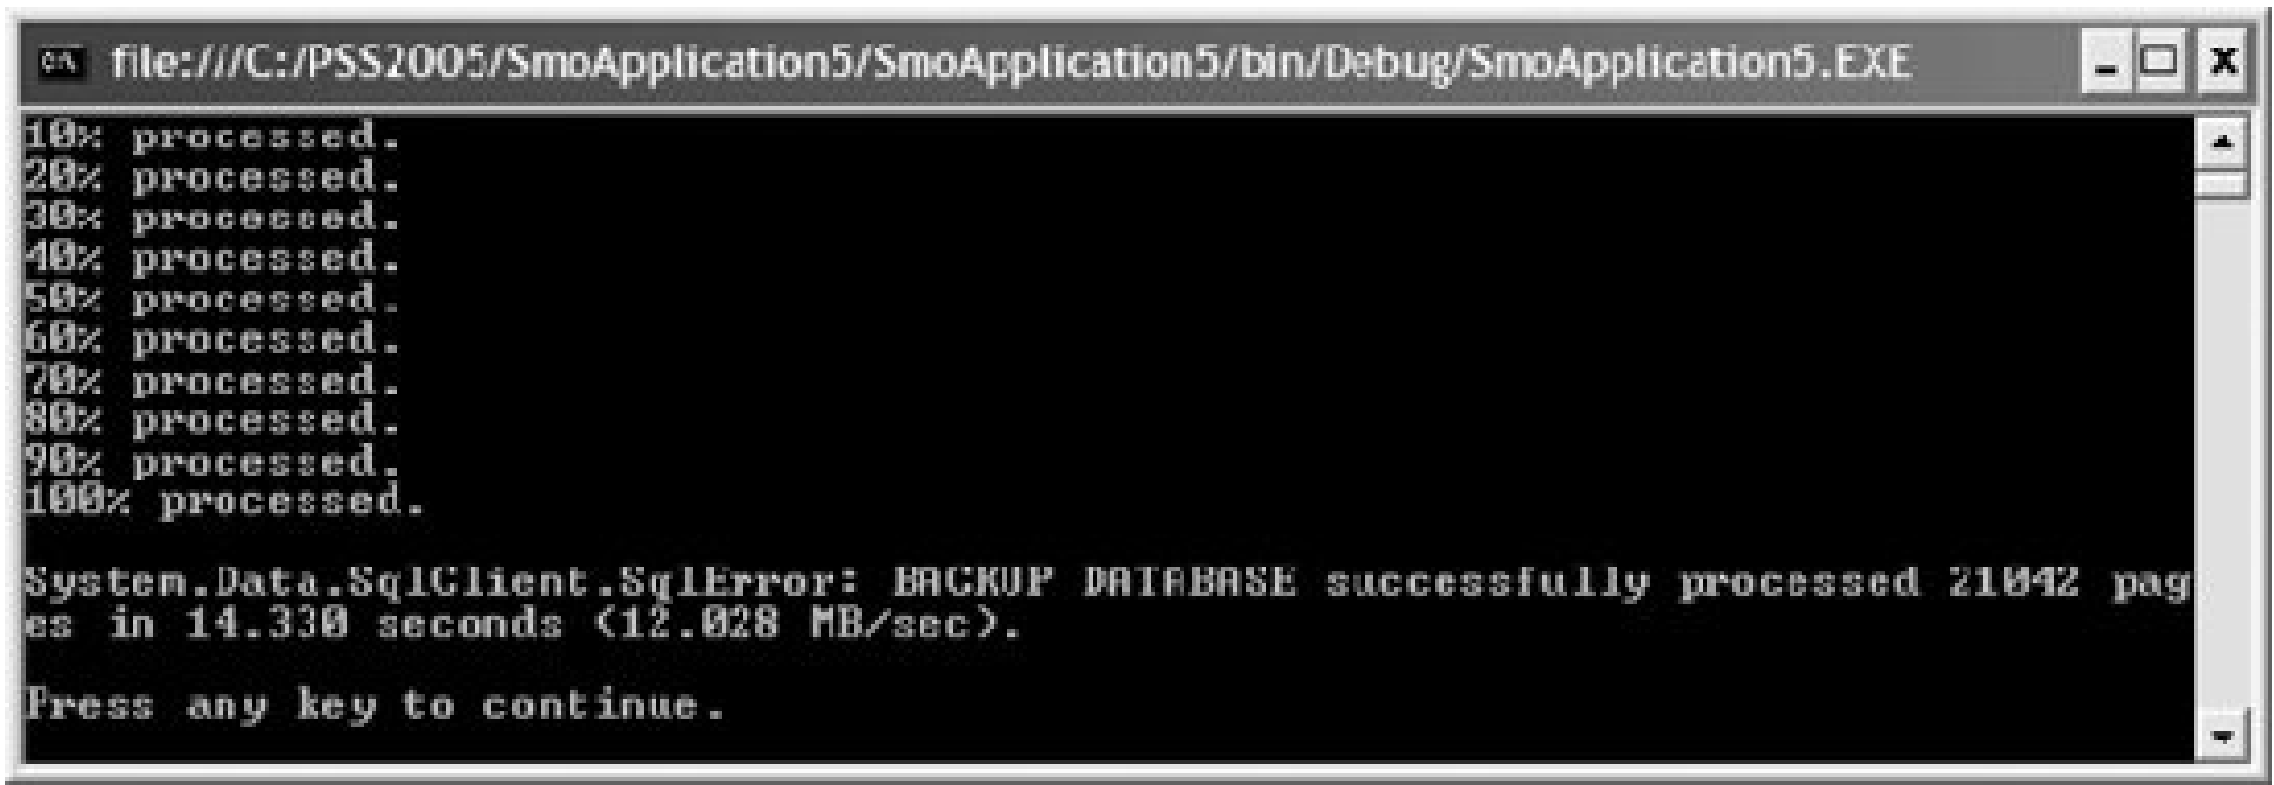 file:///C:/PSS2005/SmoApplication5/SmoApplication5/bin/Debug/SmoApplication5.EXE
10% processed.
20% processed.
30% processed.
40% processed.
50% processed.
60% processed.
70% processed.
80% processed.
90% processed.
100% processed.
System.Data.SqlClient.SqlError: BACKUP DATABASE successfully processed 21042 pag
es in 14.330 seconds (12.028 MB/sec).
Press any key to continue.